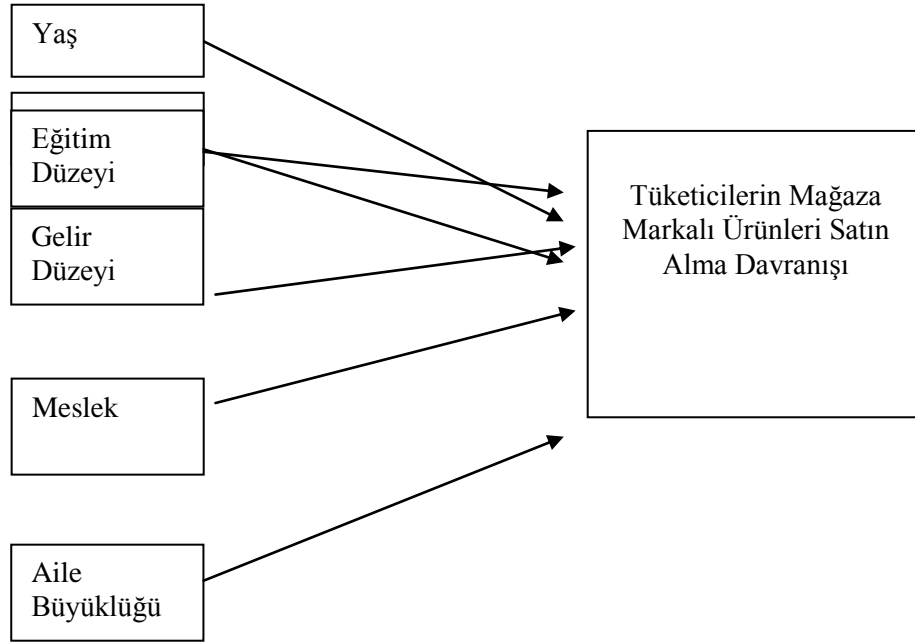 Yaş
Eğitim
Düzeyi
Gelir
Düzeyi
Meslek
Aile
Büyüklüğü
Tüketicilerin Mağaza
Markalı Ürünleri Satın
Alma Davranışı